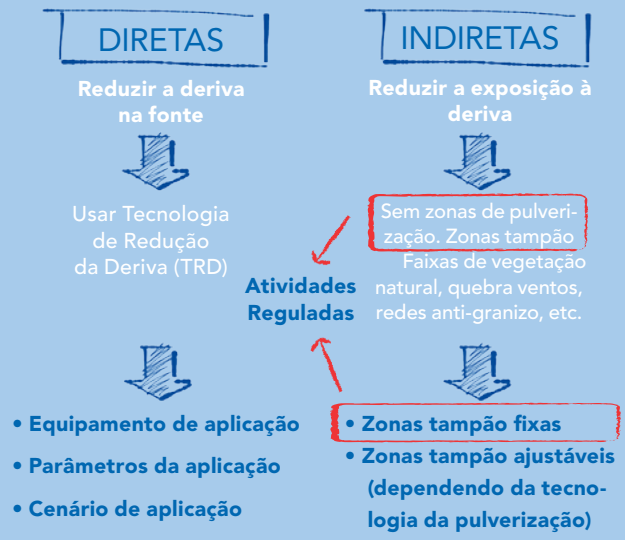 DIRETAS
Reduzir a deriva
na fonte
Usar Tecnologia
de Redução
da Deriva (TRD)
• Equipamento de aplicação
• Parâmetros da aplicação
• Cenário de aplicação
INDIRETAS
Reduzir a exposição à
deriva
Sem zonas de pulveri-
zação. Zonas tampão
Faixas de vegetação
natural, quebra ventos,
redes anti-granizo, etc.
Atividades
Reguladas
• Zonas tampão fixas
• Zonas tampão ajustáveis
(dependendo da tecno-
logia da pulverização)